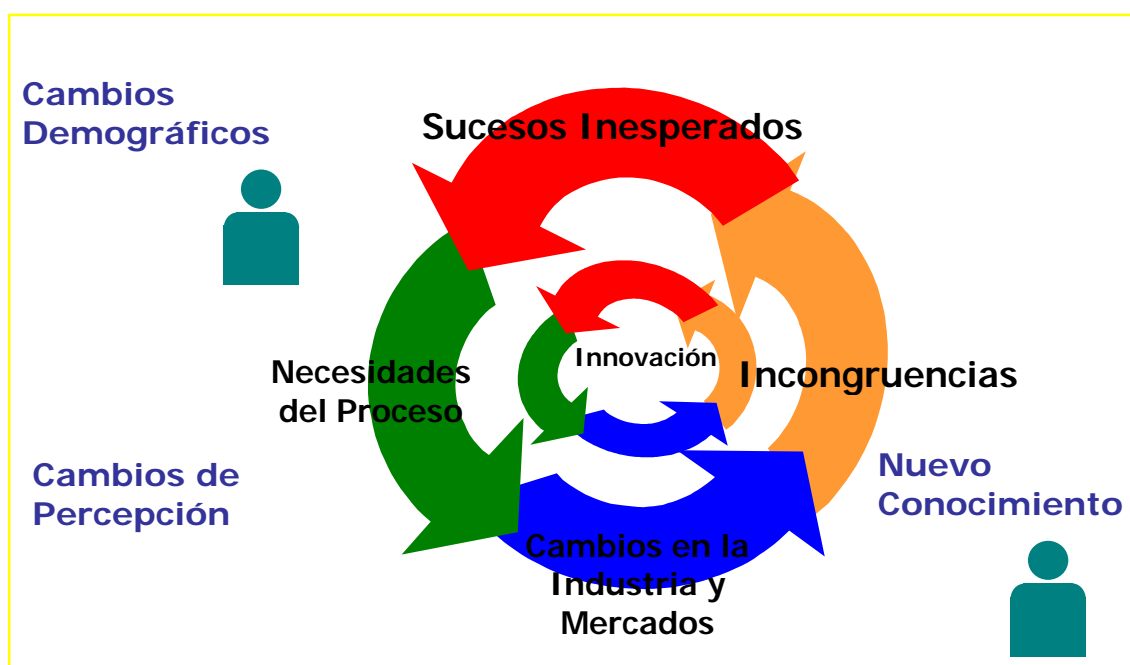 Cambios
Demográficos
Sucesos Inesperados
Innovación
Necesidades
del Proceso
Incongruencias
Cambios de
Percepción
Nuevo
Conocimiento
Cambios en la
Industria y
Mercados